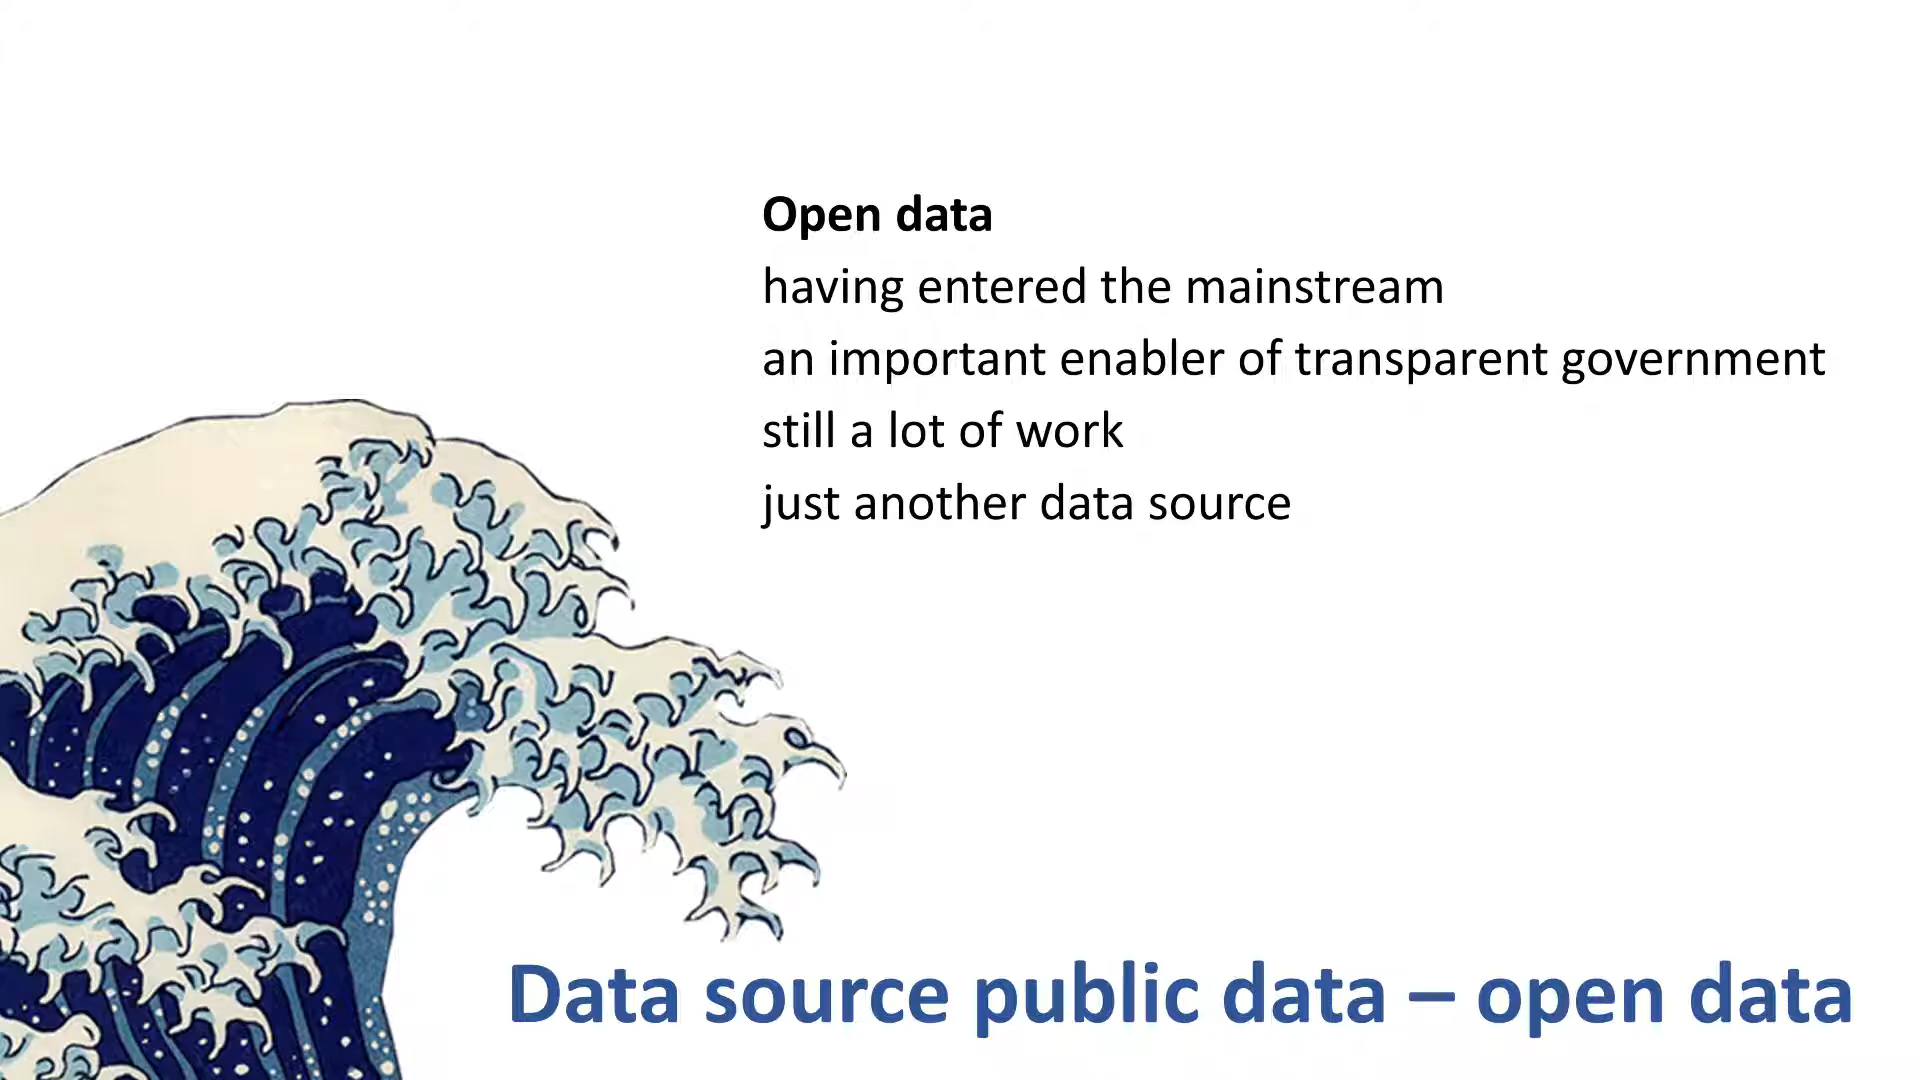 Open data
having entered the mainstream
an important enabler of transparent government
still a lot of work
just another data source
Data source public data – open data